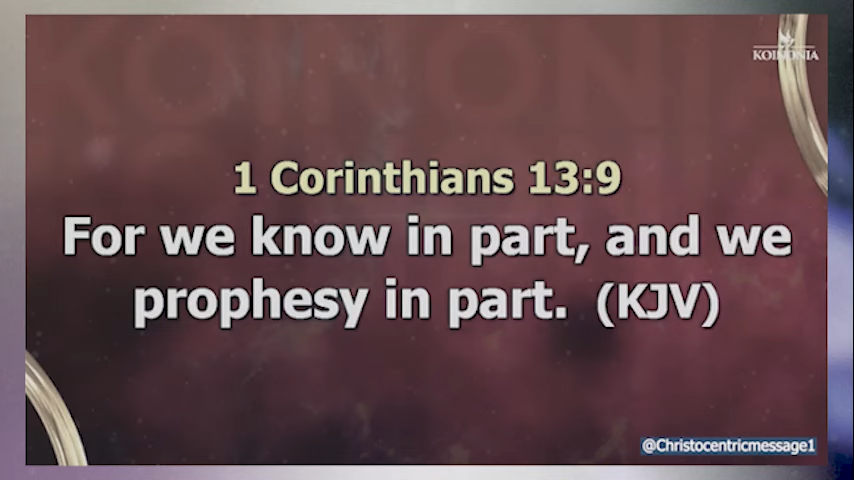 KOINONIA
1 Corinthians 13:9
For we know in part, and we
prophesy in part. (KJV)
@Christocentricmessage1